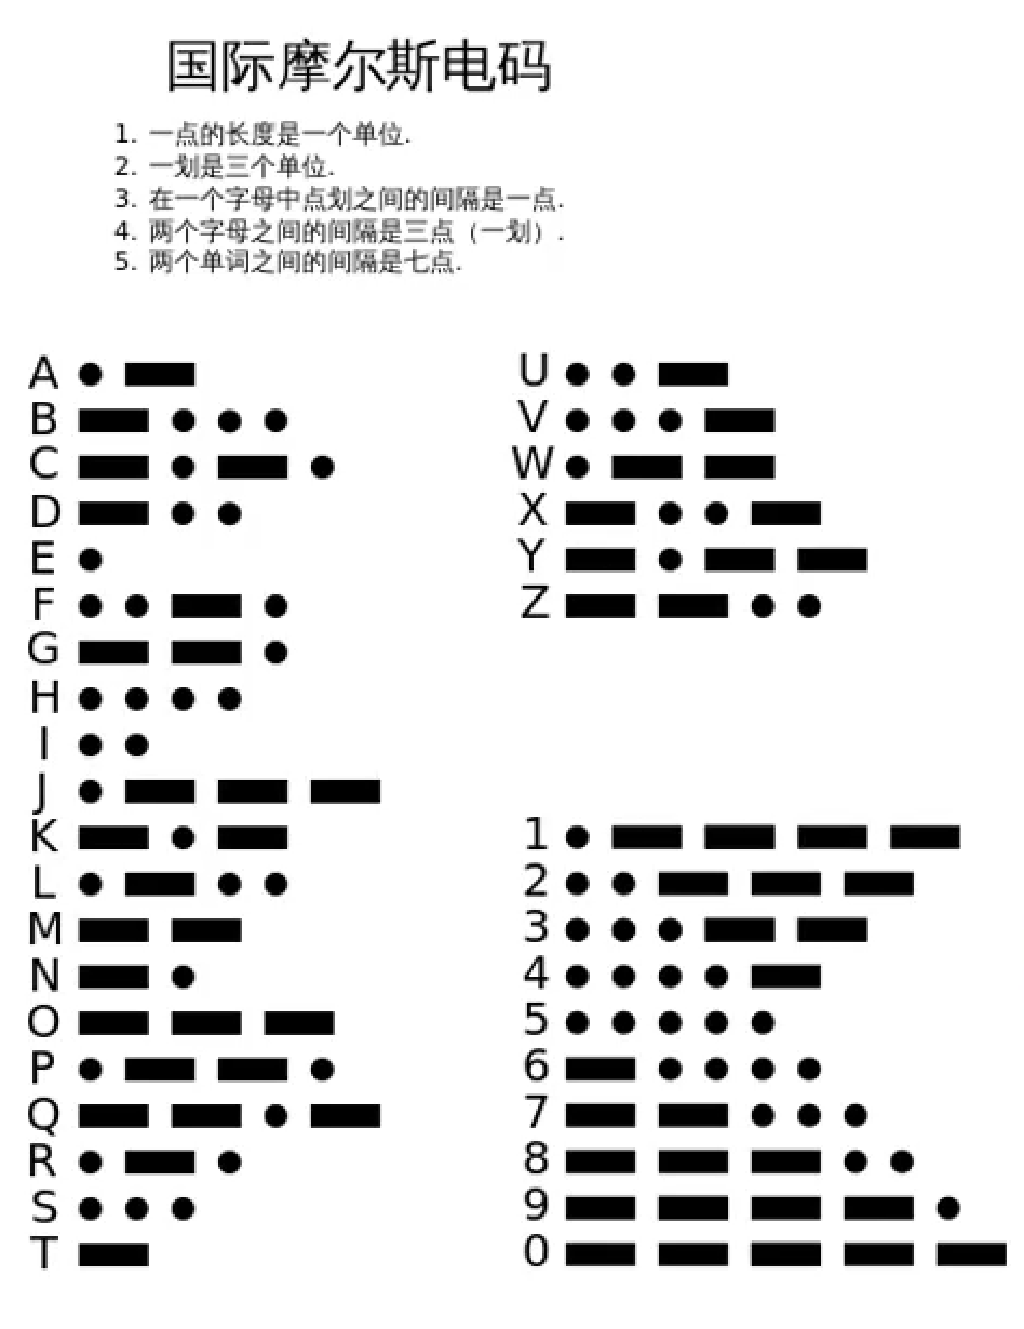 国际摩尔斯电码
1. 一点的长度是一个单位.
2. 一划是三个单位.
3. 在一个字母中点划之间的间隔是一点.
4. 两个字母之间的间隔是三点（一划）.
5. 两个单词之间的间隔是七点.
A
B
C
D
E
F
G
H
I
J
K
L
M
N
O
P
Q
R
S
T
U
V
W
X
Y
Z
1
2
3
4
5
6
7
8
9
0